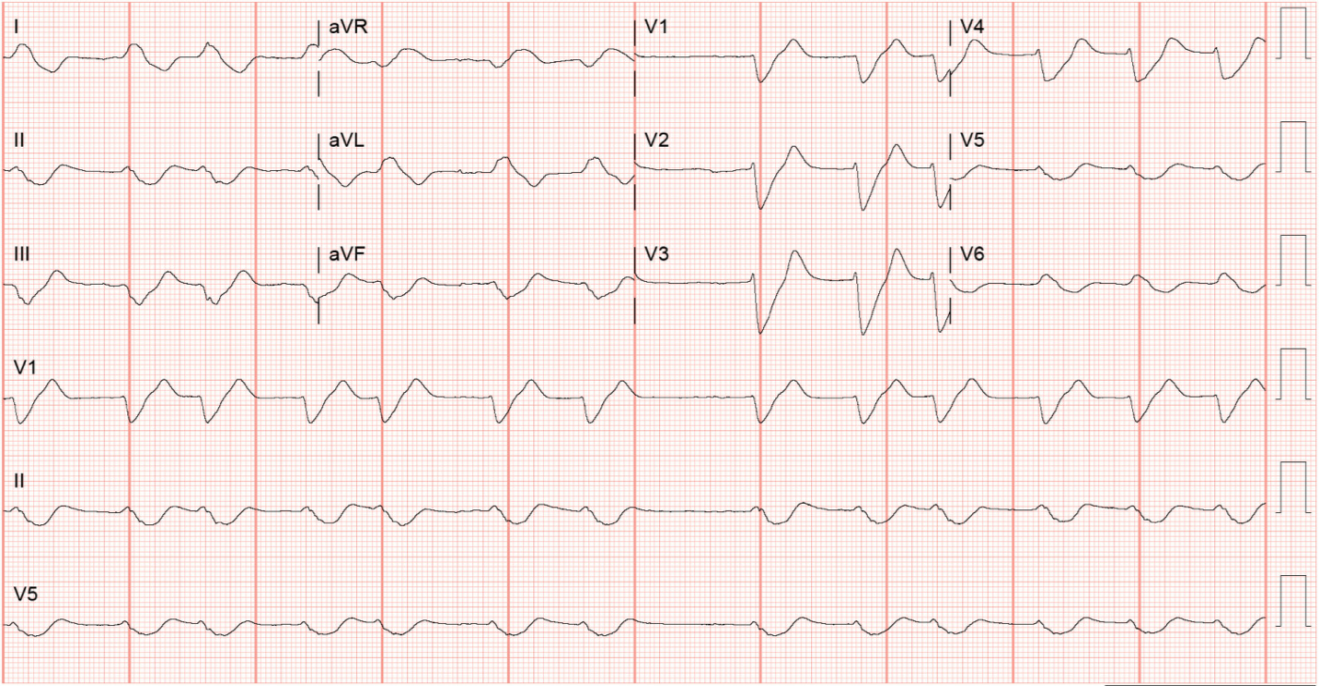 I aVR V1 V4
II aVL V2 V5
III aVF V3 V6
V1
II
V5